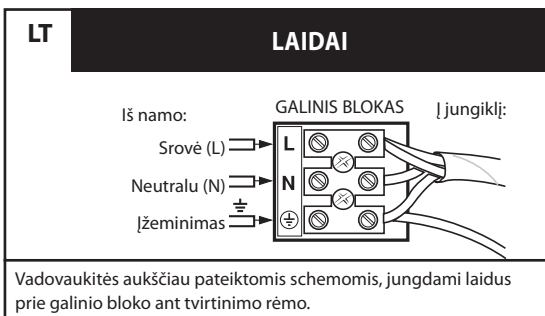 LT
LAIDAI
Iš namo:
GALINIS BLOKAS
Į jungiklį:
Srovė (L)
L
Neutralu (N)
N
Įžeminimas
Vadovaukitės aukščiau pateiktomis schemomis, jungdami laidus
prie galinio bloko ant tvirtinimo rėmo.